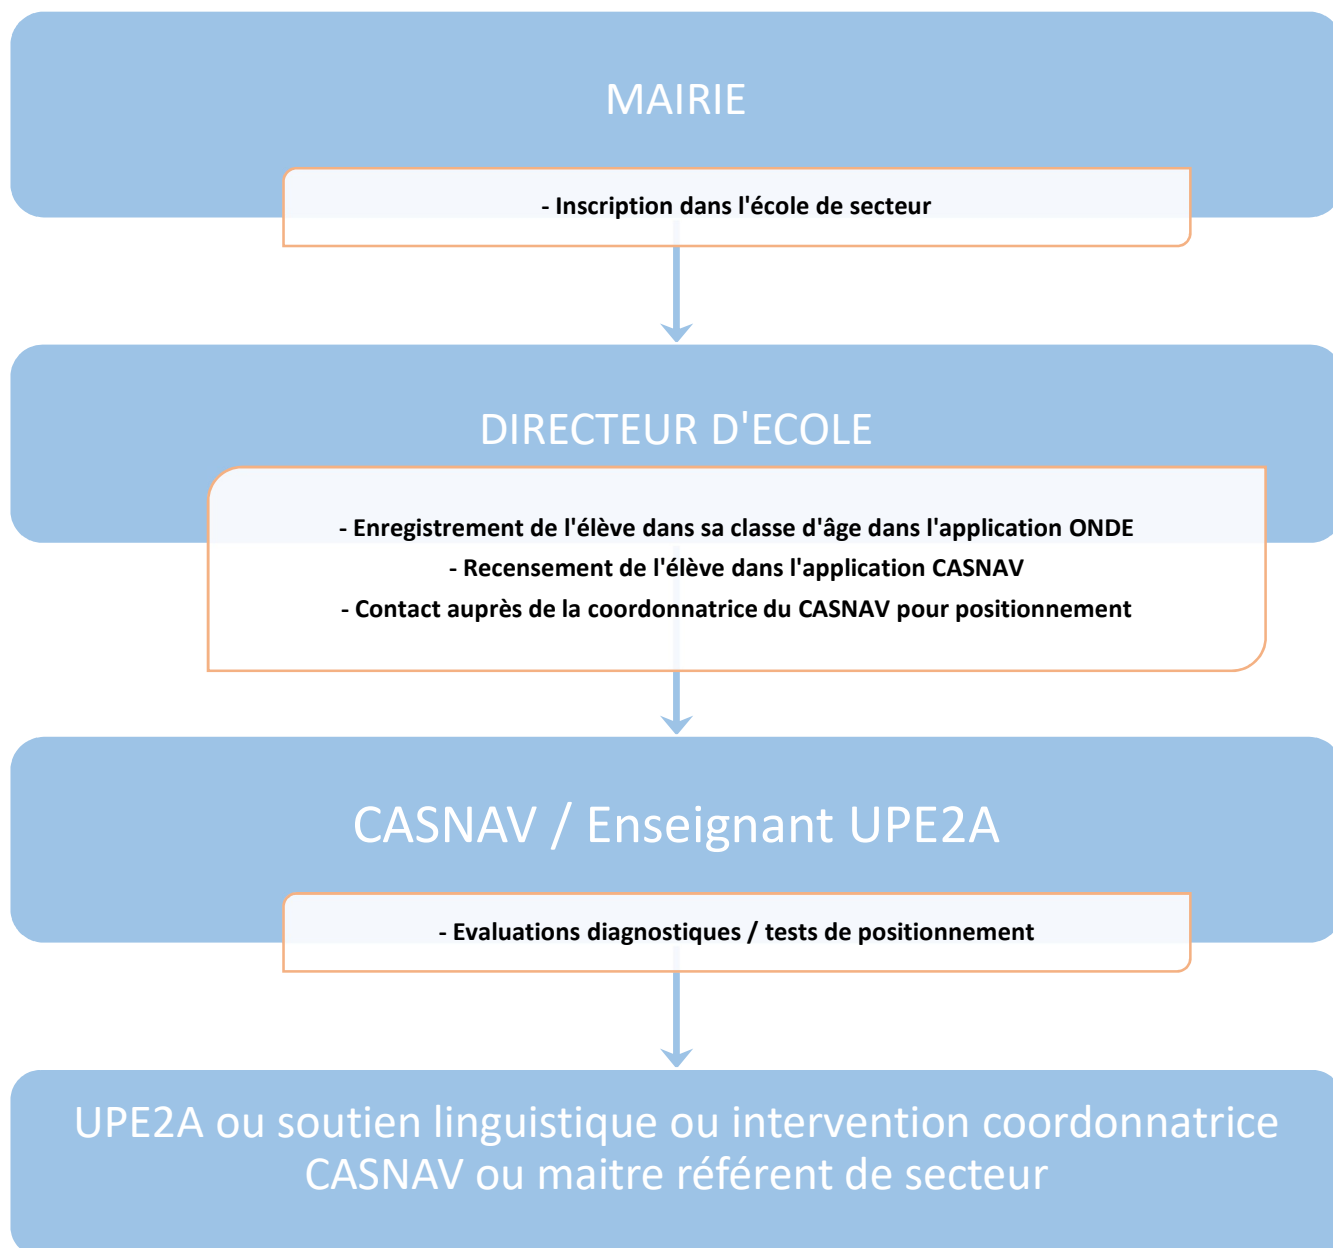 MAIRIE
- Inscription dans l'école de secteur
DIRECTEUR D'ECOLE
- Enregistrement de l'élève dans sa classe d'âge dans l'application ONDE
- Recensement de l'élève dans l'application CASNAV
- Contact auprès de la coordonnatrice du CASNAV pour positionnement
CASNAV / Enseignant UPE2A
- Evaluations diagnostiques / tests de positionnement
UPE2A ou soutien linguistique ou intervention coordonnatrice
CASNAV ou maitre référent de secteur